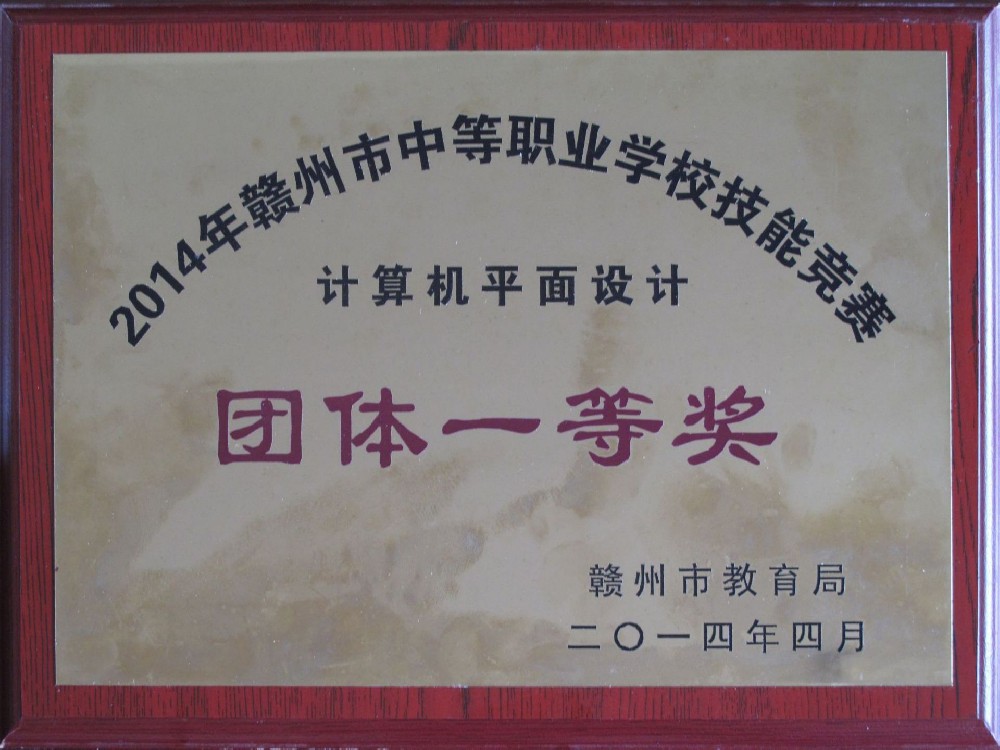 2014年赣州市中等职业学校技能竞赛
计算机平面设计
团体一等奖
赣州市教育局
二〇一四年四月